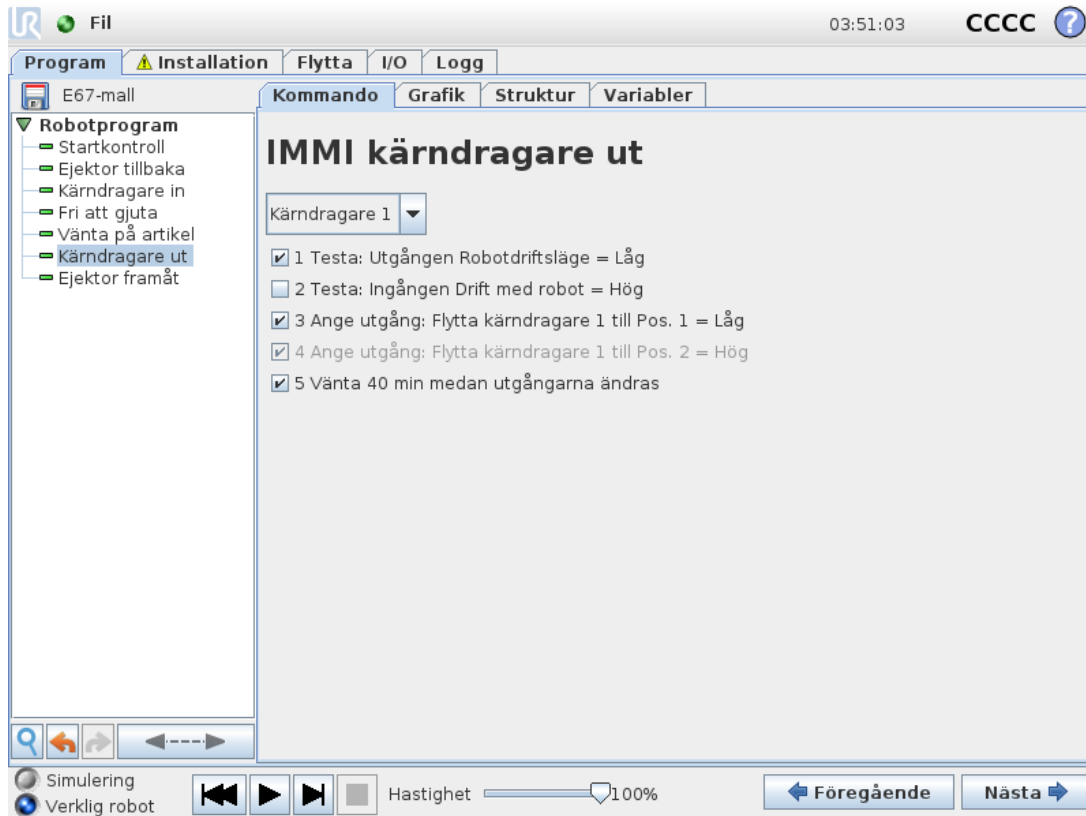 UR
Fil
03:51:03
CCCC
?
Program
Installation
Flytta
I/O
Logg
E67-mall
Kommando
Grafik
Struktur
Variabler
Robotprogram
Startkontroll
Ejektor tillbaka
Kärndragare in
Fri att gjuta
Vänta på artikel
Kärndragare ut
Ejektor framåt
IMMI kärndragare ut
Kärndragare 1
1 Testa: Utgången Robotdriftsläge = Låg
2 Testa: Ingången Drift med robot = Hög
3 Ange utgång: Flytta kärndragare 1 till Pos. 1 = Låg
4 Ange utgång: Flytta kärndragare 1 till Pos. 2 = Hög
5 Vänta 40 min medan utgångarna ändras
Simulering
Verklig robot
Hastighet
100%
Föregående
Nästa